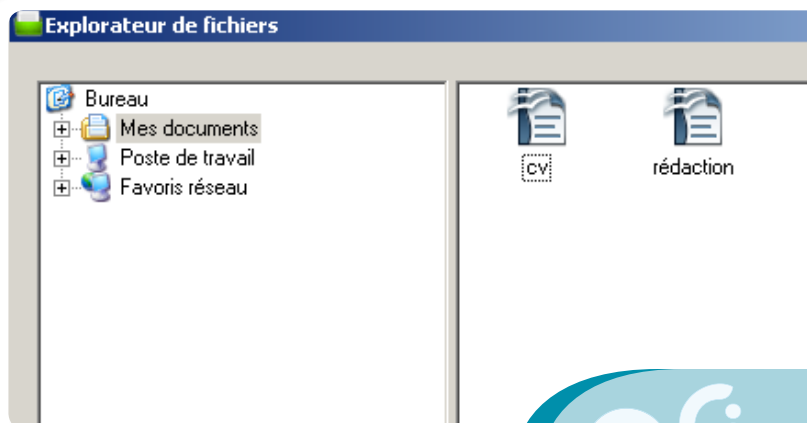 Explorateur de fichiers
Bureau
Mes documents
Poste de travail
Favoris réseau
cv
rédaction